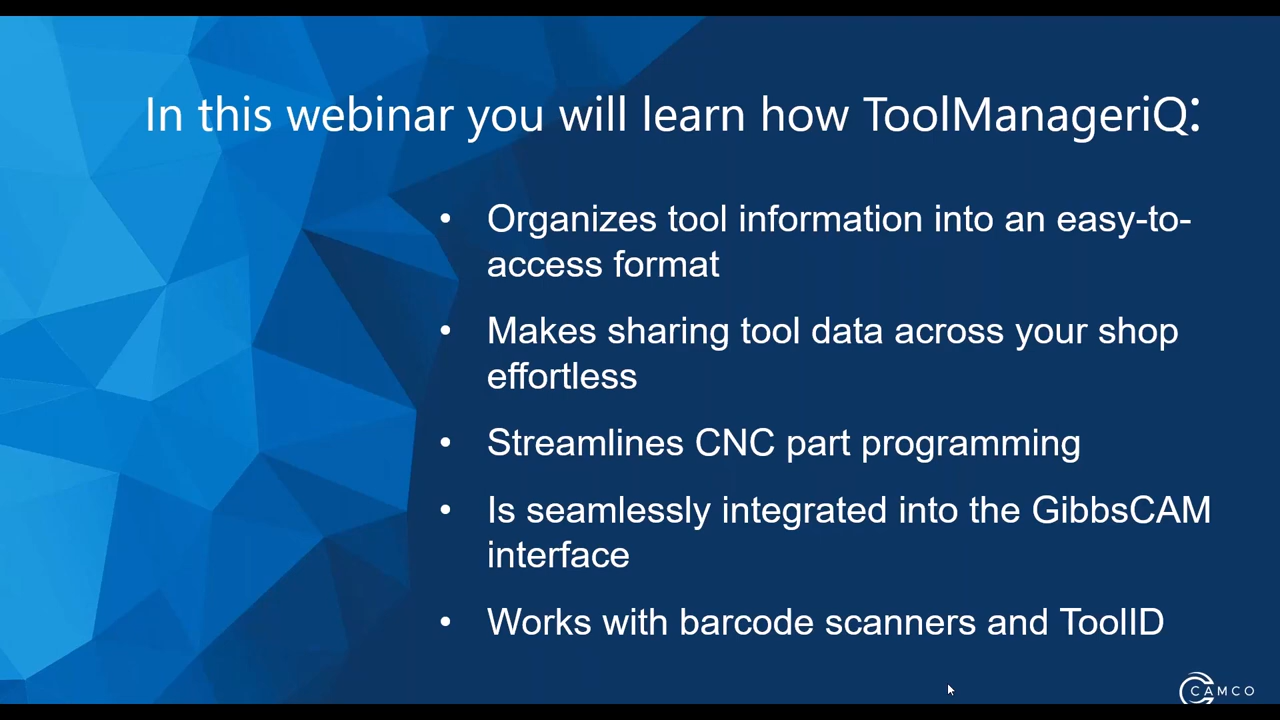 In this webinar you will learn how ToolManageriQ:
• Organizes tool information into an easy-to-
access format
• Makes sharing tool data across your shop
effortless
• Streamlines CNC part programming
• Is seamlessly integrated into the GibbsCAM
interface
• Works with barcode scanners and ToolID
CAMCO